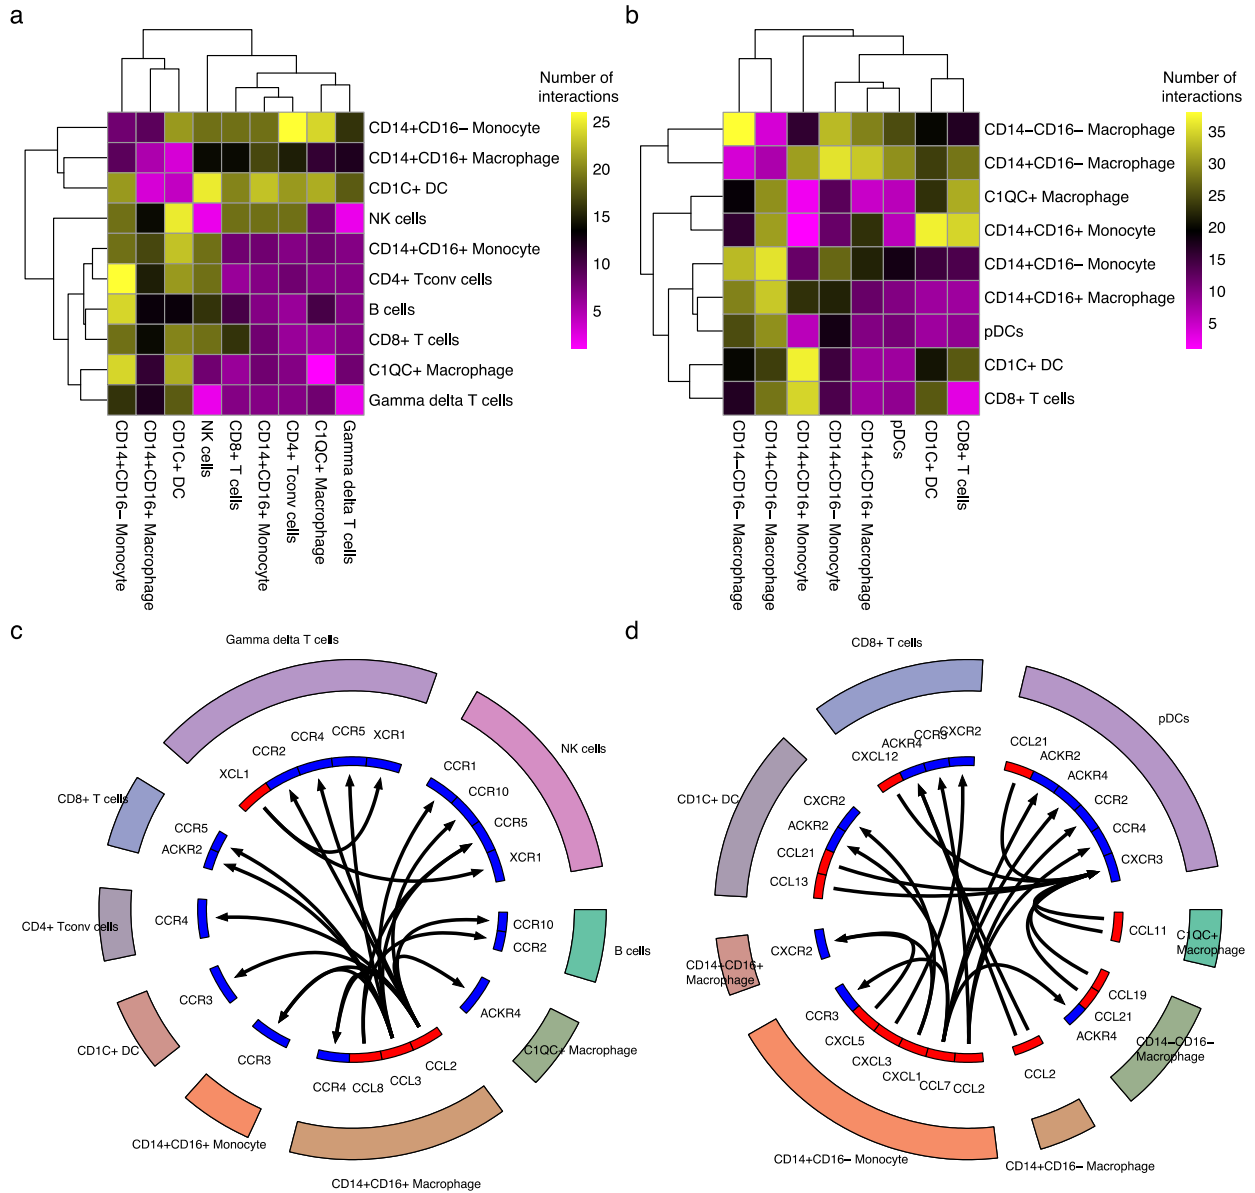 a
Number of
interactions
25
20
15
10
5
CD14+CD16− Monocyte
CD14+CD16+ Macrophage
CD1C+ DC
NK cells
CD14+CD16+ Monocyte
CD4+ Tconv cells
B cells
CD8+ T cells
C1QC+ Macrophage
Gamma delta T cells
CD14+CD16− Monocyte
CD14+CD16+ Macrophage
CD1C+ DC
NK cells
CD8+ T cells
CD14+CD16+ Monocyte
CD4+ Tconv cells
C1QC+ Macrophage
Gamma delta T cells
b
Number of
interactions
35
30
25
20
15
10
5
CD14−CD16− Macrophage
CD14+CD16− Macrophage
C1QC+ Macrophage
CD14+CD16+ Monocyte
CD14+CD16− Monocyte
CD14+CD16+ Macrophage
pDCs
CD1C+ DC
CD8+ T cells
CD14−CD16− Macrophage
CD14+CD16− Macrophage
CD14+CD16+ Monocyte
CD14+CD16− Monocyte
CD14+CD16+ Macrophage
pDCs
CD1C+ DC
CD8+ T cells
c
Gamma delta T cells
NK cells
B cells
C1QC+ Macrophage
CD14+CD16+ Macrophage
CD14+CD16+ Monocyte
CD1C+ DC
CD4+ Tconv cells
CD8+ T cells
XCL1
CCR2
CCR4
CCR5
XCR1
CCR1
CCR10
CCR5
XCR1
CCR10
CCR2
ACKR4
CCL2
CCL3
CCL8
CCR4
CCR3
CCR3
CCR4
ACKR2
CCR5
d
CD8+ T cells
pDCs
C1QC+
Macrophage
CD14−CD16−
Macrophage
CD14+CD16− Macrophage
CD14+CD16− Monocyte
CD14+CD16+
Macrophage
CD1C+ DC
CXCL12
ACKR4
CCR3
CXCR2
CCL21
ACKR2
ACKR4
CCR2
CCR4
CXCR3
CCL11
CCL19
CCL21
ACKR4
CCL2
CCL2
CCL7
CXCL1
CXCL3
CXCL5
CCR3
CXCR2
CCL13
CCL21
ACKR2
CXCR2